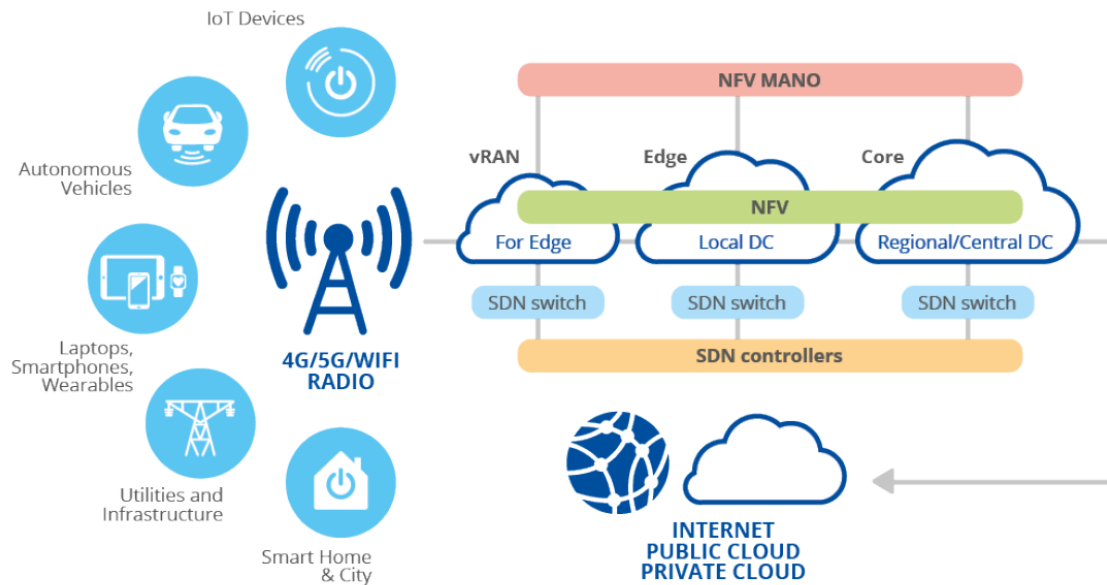 IoT Devices
Autonomous
Vehicles
Laptops,
Smartphones,
Wearables
Utilities and
Infrastructure
Smart Home
& City
4G/5G/WIFI
RADIO
NFV MANO
vRAN
Edge
Core
NFV
For Edge
Local DC
Regional/Central DC
SDN switch
SDN switch
SDN switch
SDN controllers
INTERNET
PUBLIC CLOUD
PRIVATE CLOUD